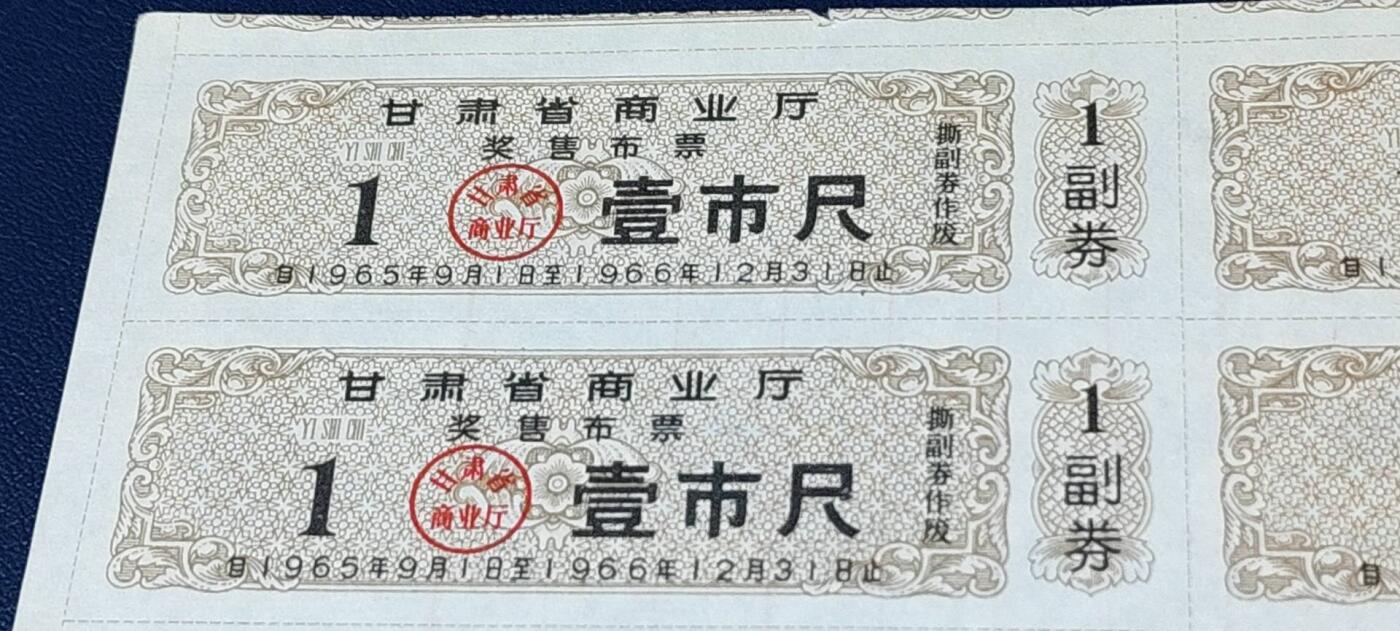 甘肃省商业厅
奖售布票
YI SHI CHI
1 甘肃省商业厅 壹市尺
自1965年9月1日至1966年12月31日止
撕副券作废
1
副
券
自1
甘肃省商业厅
奖售布票
YI SHI CHI
1 甘肃省商业厅 壹市尺
自1965年9月1日至1966年12月31日止
撕副券作废
1
副
券
自